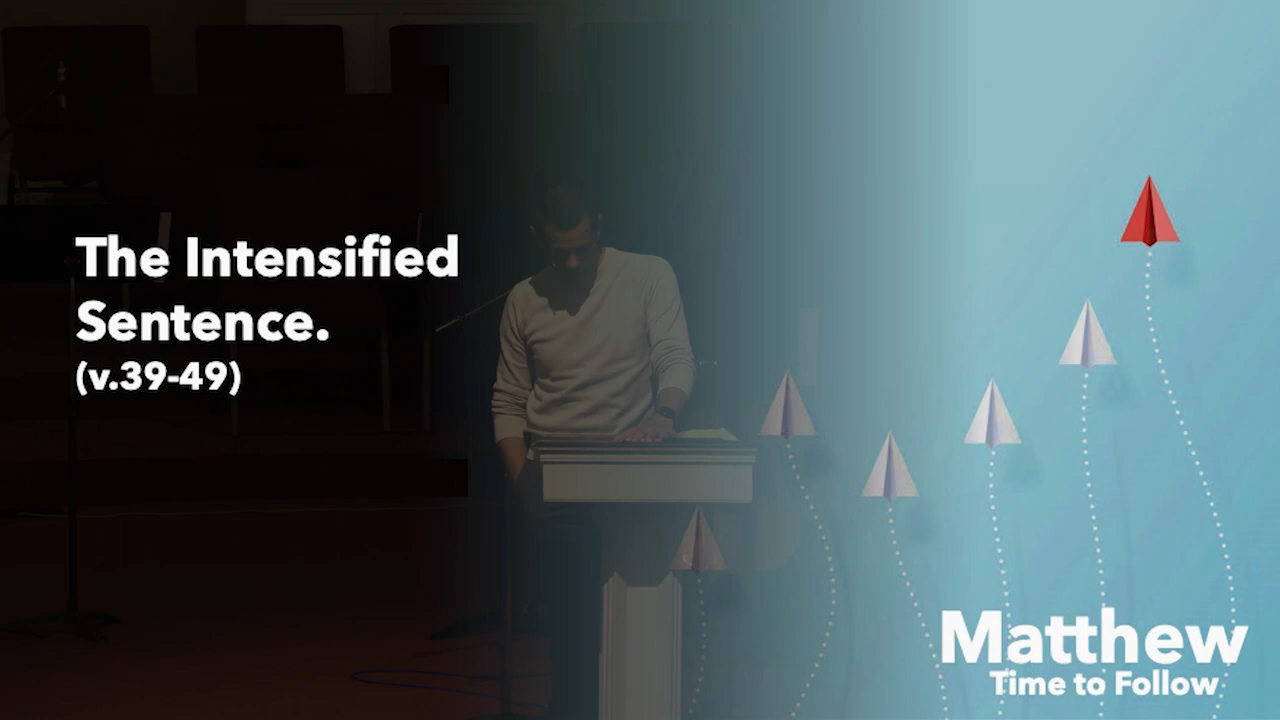 The Intensified
Sentence.
(v.39-49)
Matthew
Time to Follow